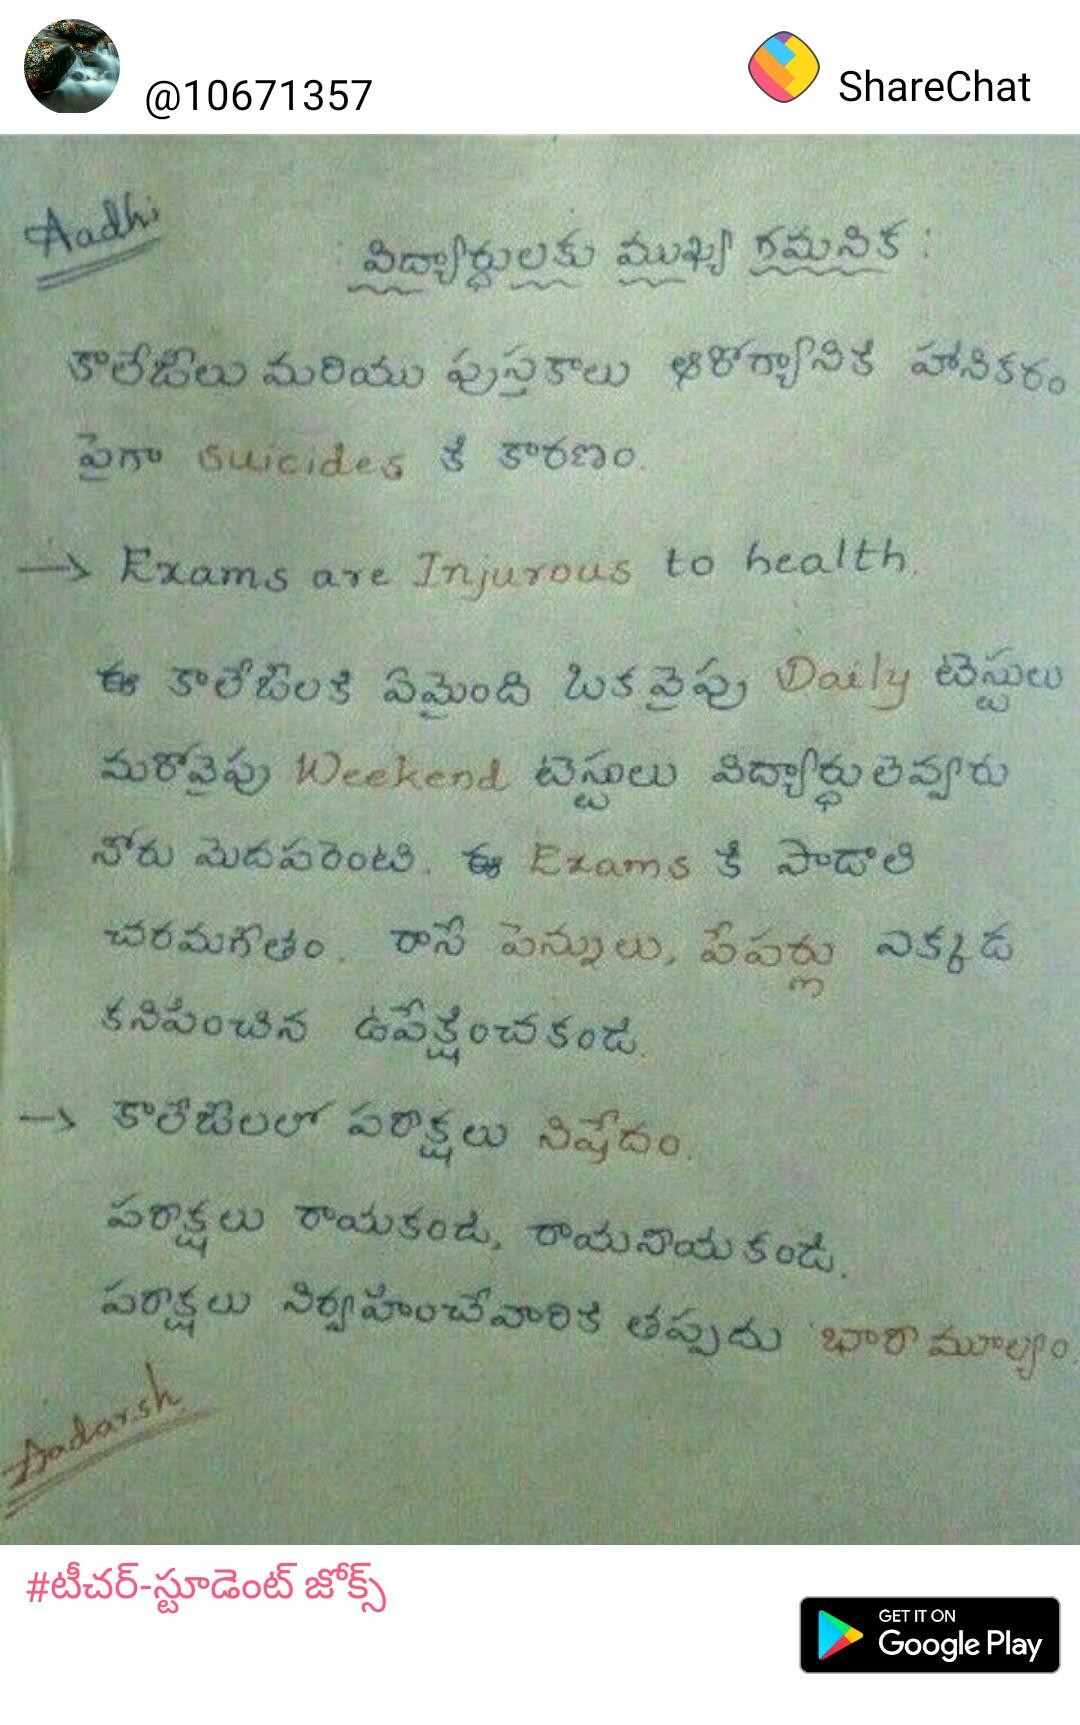 @10671357
ShareChat
Aadhi
విద్యార్ధులకు ముఖ్య గమనిక :
కాలేజీలు మరియు పుస్తకాలు ఆరోగ్యానికి హానికరం
పైగా suicides కి కారణం.
→ Exams are Injurous to health.
ఈ కాలేజీలకి ఏమైంది ఒకవైపు Daily టెస్టులు
మరోవైపు Weekend టెస్టులు విద్యార్ధులెవ్వరు
నోరు మెదపరెంటి. ఈ Exams కి పాడాలి
చరమగీతం. రాసే పెన్నులు, పేపర్లు ఎక్కడ
కనిపించిన ఉపేక్షించకండి.
→ కాలేజీలలో పరీక్షలు నిషేదం.
పరీక్షలు రాయకండి, రాయనీయకండి.
పరీక్షలు నిర్వహించేవారికి తప్పదు భారీ మూల్యం.
Aadarsh
#టీచర్-స్టూడెంట్ జోక్స్
GET IT ON
Google Play